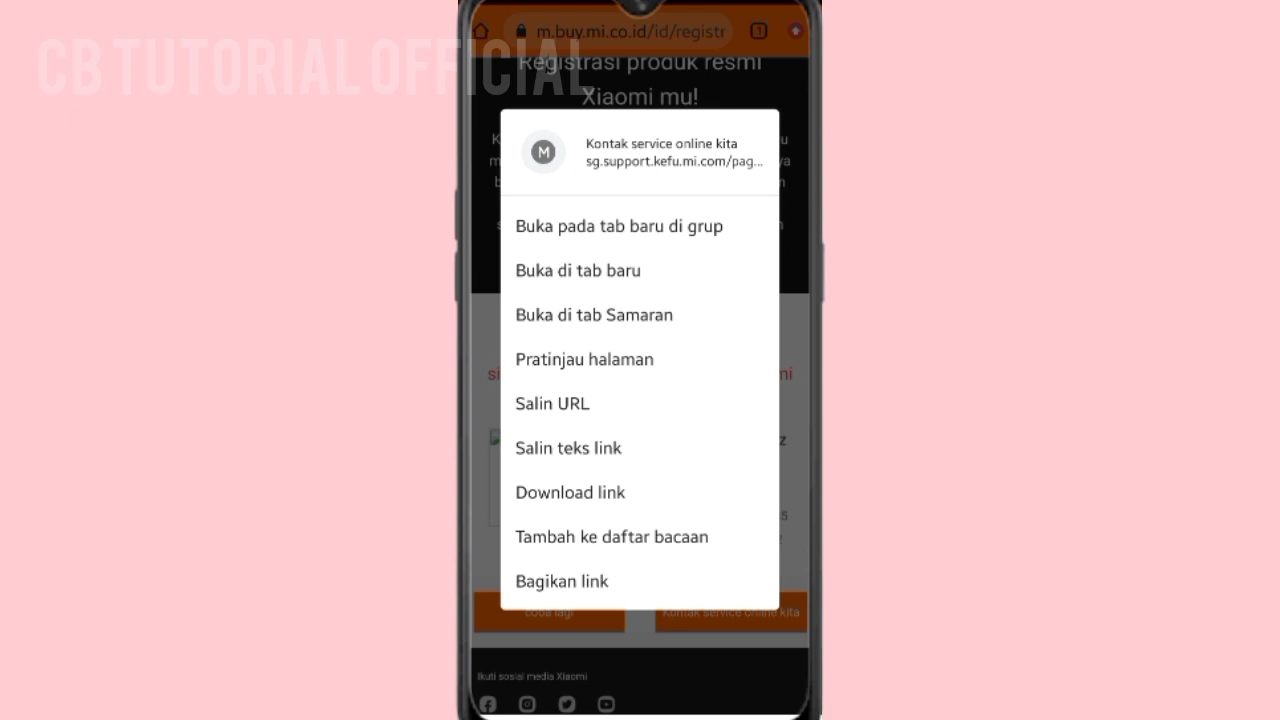 CB TUTORIAL OFFICIAL
m.buy.mi.co.id/id/registr
1
Registrasi produk resmi
Xiaomi mu!
M
Kontak service online kita
sg.support.kefu.mi.com/pag...
Buka pada tab baru di grup
Buka di tab baru
Buka di tab Samaran
Pratinjau halaman
Salin URL
Salin teks link
Download link
Tambah ke daftar bacaan
Bagikan link
coba lagi
Kontak service online kita
Ikuti sosial media Xiaomi